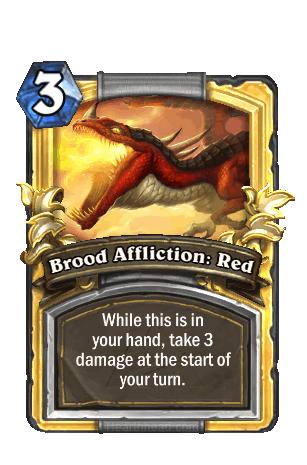 3
Brood Affliction: Red
While this is in
your hand, take 3
damage at the start of
your turn.